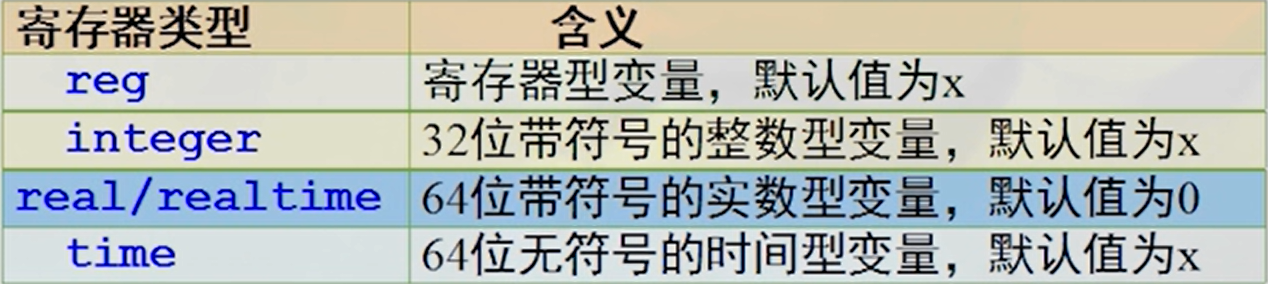 寄存器类型 含义
reg 寄存器型变量，默认值为x
integer 32位带符号的整数型变量，默认值为x
real/realtime 64位带符号的实数型变量，默认值为0
time 64位无符号的时间型变量，默认值为x